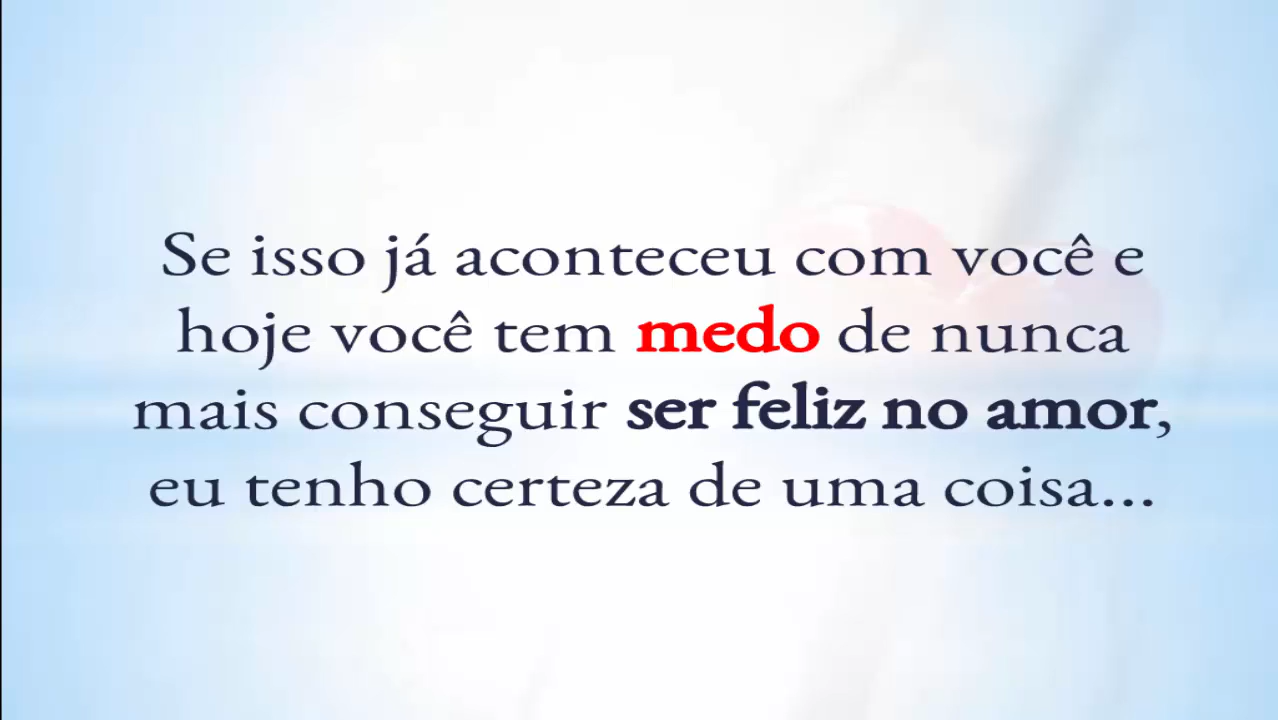 Se isso já aconteceu com você e
hoje você tem medo de nunca
mais conseguir ser feliz no amor,
eu tenho certeza de uma coisa...